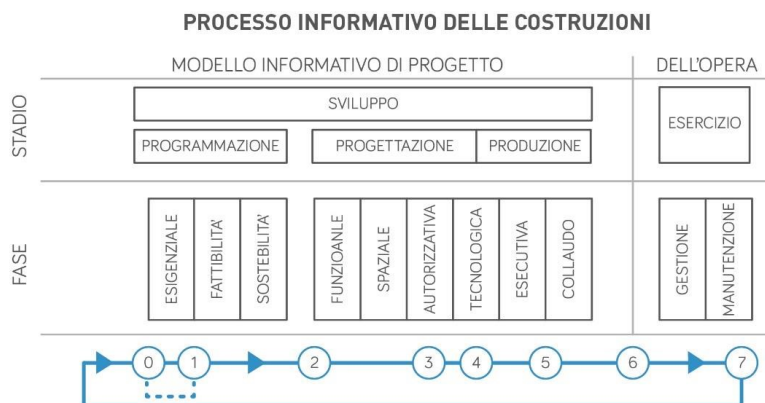 PROCESSO INFORMATIVO DELLE COSTRUZIONI
MODELLO INFORMATIVO DI PROGETTO
DELL'OPERA
STADIO
SVILUPPO
PROGRAMMAZIONE
PROGETTAZIONE
PRODUZIONE
ESERCIZIO
FASE
ESIGENZIALE
FATTIBILITA'
SOSTEBILITA'
FUNZIOANLE
SPAZIALE
AUTORIZZATIVA
TECNOLOGICA
ESECUTIVA
COLLAUDO
GESTIONE
MANUTENZIONE
0 1 2 3 4 5 6 7